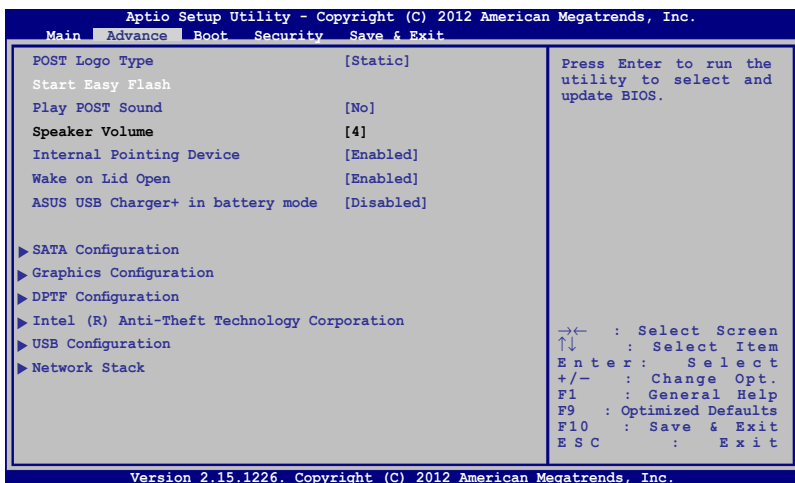 Aptio Setup Utility - Copyright (C) 2012 American Megatrends, Inc.
Main Advance Boot Security Save & Exit
POST Logo Type [Static]
Start Easy Flash
Play POST Sound [No]
Speaker Volume [4]
Internal Pointing Device [Enabled]
Wake on Lid Open [Enabled]
ASUS USB Charger+ in battery mode [Disabled]
SATA Configuration
Graphics Configuration
DPTF Configuration
Intel (R) Anti-Theft Technology Corporation
USB Configuration
Network Stack
Press Enter to run the
utility to select and
update BIOS.
→← : Select Screen
↑↓ : Select Item
Enter: Select
+/— : Change Opt.
F1 : General Help
F9 : Optimized Defaults
F10 : Save & Exit
ESC : Exit
Version 2.15.1226. Copyright (C) 2012 American Megatrends, Inc.